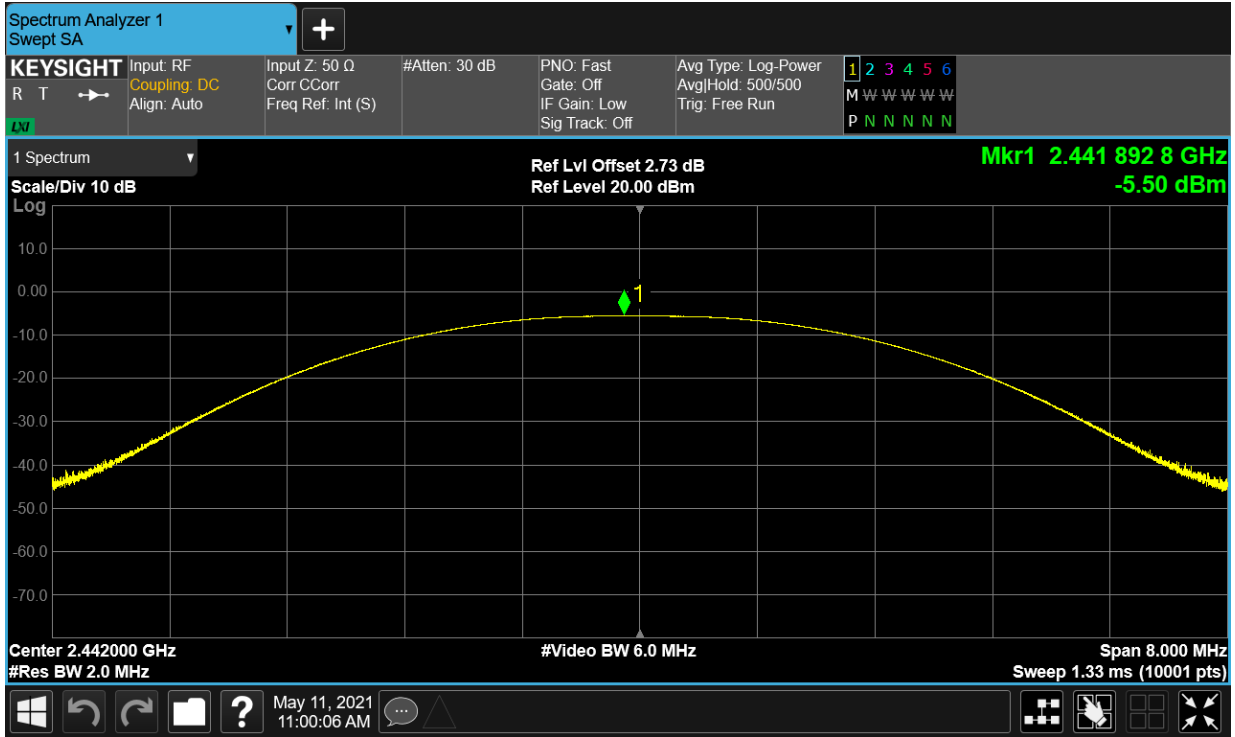 Spectrum Analyzer 1
Swept SA
▼
+
KEYSIGHT
R T
LXI
Input: RF
Coupling: DC
Align: Auto
Input Z: 50 Ω
Corr CCorr
Freq Ref: Int (S)
#Atten: 30 dB
PNO: Fast
Gate: Off
IF Gain: Low
Sig Track: Off
Avg Type: Log-Power
Avg|Hold: 500/500
Trig: Free Run
1 2 3 4 5 6
M W W W W W
P N N N N N
1 Spectrum ▼
Scale/Div 10 dB
Log
Ref Lvl Offset 2.73 dB
Ref Level 20.00 dBm
Mkr1 2.441 892 8 GHz
-5.50 dBm
10.0
0.00
-10.0
-20.0
-30.0
-40.0
-50.0
-60.0
-70.0
1
Center 2.442000 GHz
#Res BW 2.0 MHz
#Video BW 6.0 MHz
Span 8.000 MHz
Sweep 1.33 ms (10001 pts)
?
May 11, 2021
11:00:06 AM